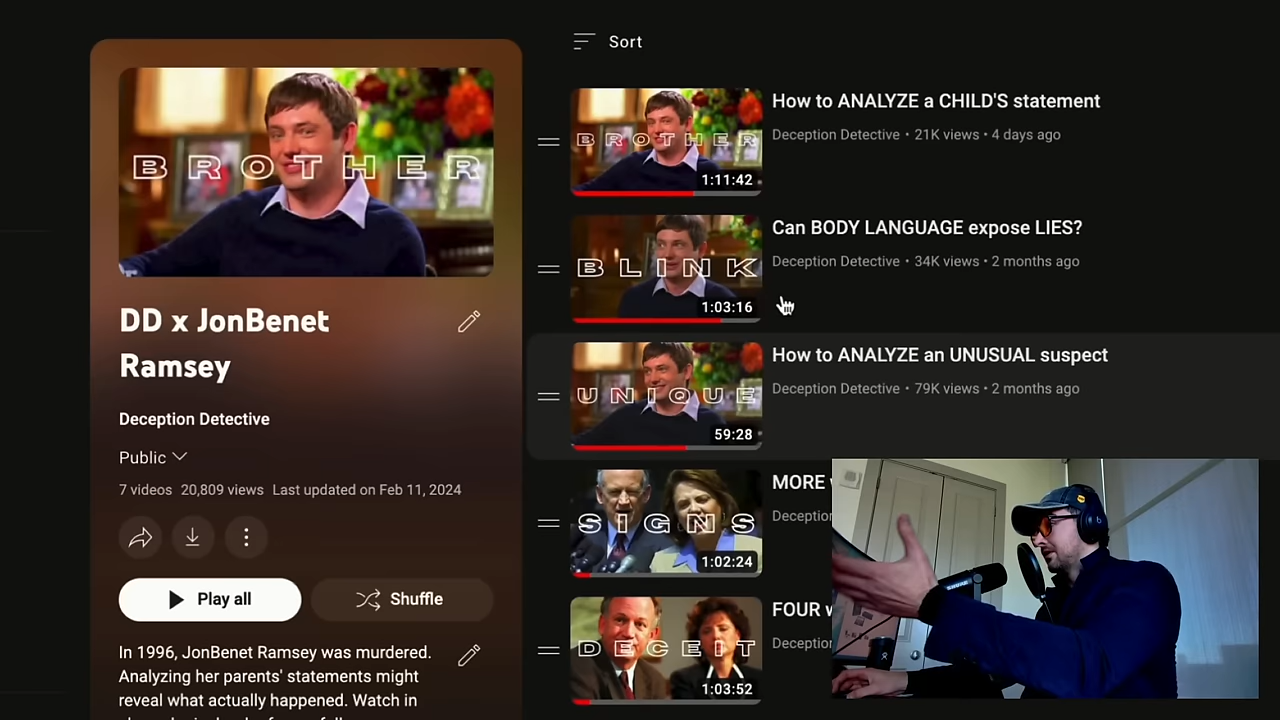 BROTHER
DD x JonBenet
Ramsey
Deception Detective
Public
7 videos 20,809 views Last updated on Feb 11, 2024
Play all
Shuffle
In 1996, JonBenet Ramsey was murdered.
Analyzing her parents' statements might
reveal what actually happened. Watch in
Sort
BROTHER
1:11:42
How to ANALYZE a CHILD'S statement
Deception Detective • 21K views • 4 days ago
BLINK
1:03:16
Can BODY LANGUAGE expose LIES?
Deception Detective • 34K views • 2 months ago
UNIQUE
59:28
How to ANALYZE an UNUSUAL suspect
Deception Detective • 79K views • 2 months ago
SIGNS
1:02:24
MORE
Deception
DECEIT
1:03:52
FOUR
Deception
SHURE